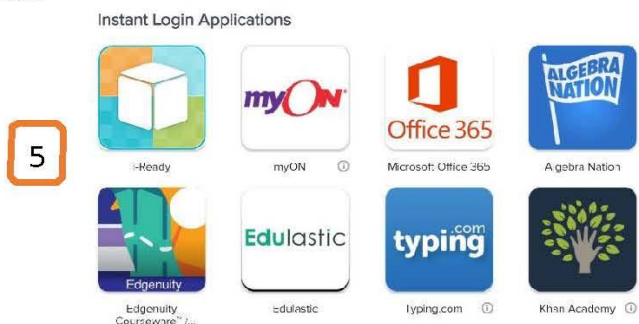 Instant Login Applications
5
myON
Office 365
ALGEBRA
NATION
i-Ready
myON
Microsoft Office 365
Algebra Nation
Edgenuity
Edulastic
typing.com
Edgenuity
Courseware™ /...
Edulastic
Typing.com
Khan Academy